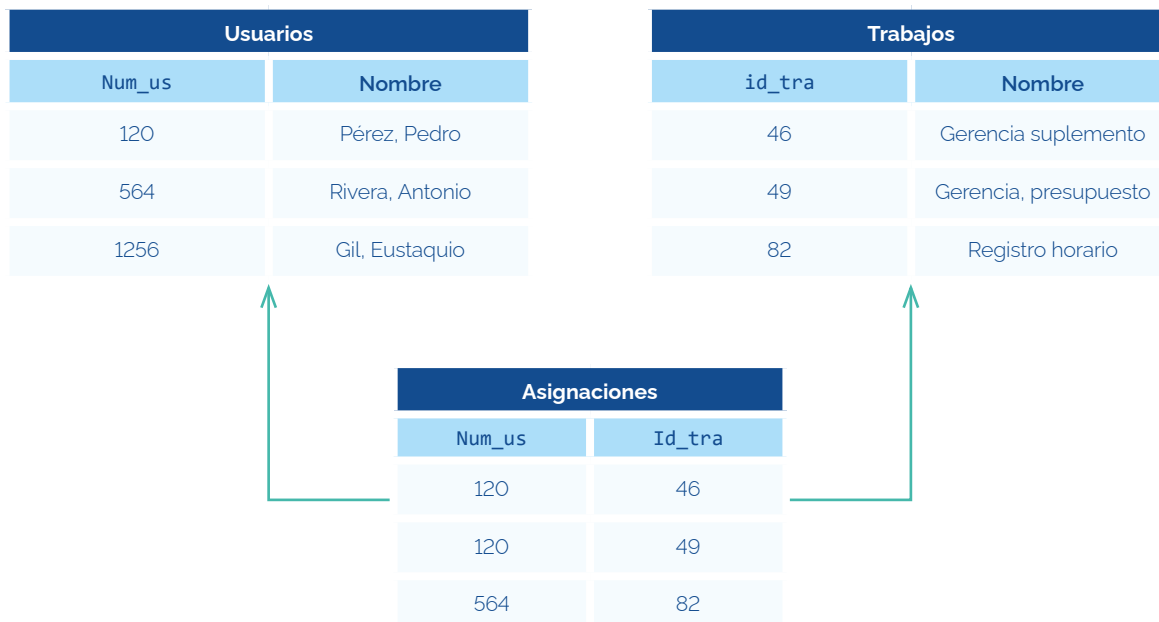 Usuarios
Num_us Nombre
120 Pérez, Pedro
564 Rivera, Antonio
1256 Gil, Eustaquio
Trabajos
id_tra Nombre
46 Gerencia suplemento
49 Gerencia, presupuesto
82 Registro horario
Asignaciones
Num_us Id_tra
120 46
120 49
564 82